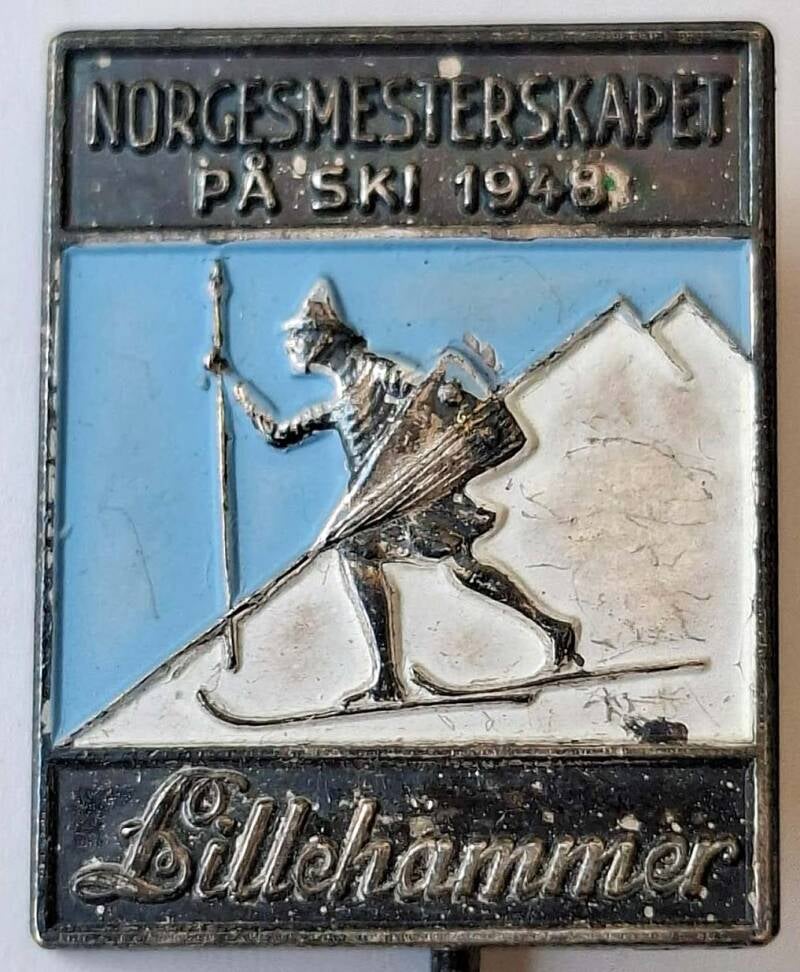 NORGESMESTERSKAPET
PÅ SKI 1948
Lillehammer